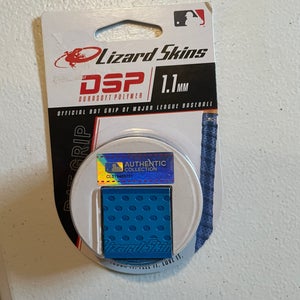 Lizard Skins
DSP
DURASOFT POLYMER
1.1MM
OFFICIAL BAT GRIP OF MAJOR LEAGUE BASEBALL
BAT GRIP
AUTHENTIC
COLLECTION